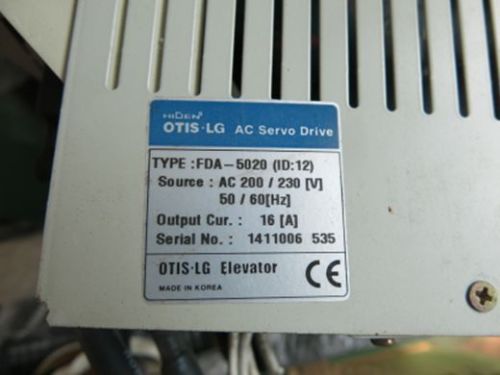 HIDEN
OTIS·LG AC Servo Drive
TYPE : FDA-5020 (ID:12)
Source : AC 200 / 230 [V]
50 / 60[Hz]
Output Cur. : 16 [A]
Serial No. : 1411006 535
OTIS·LG Elevator CE
MADE IN KOREA